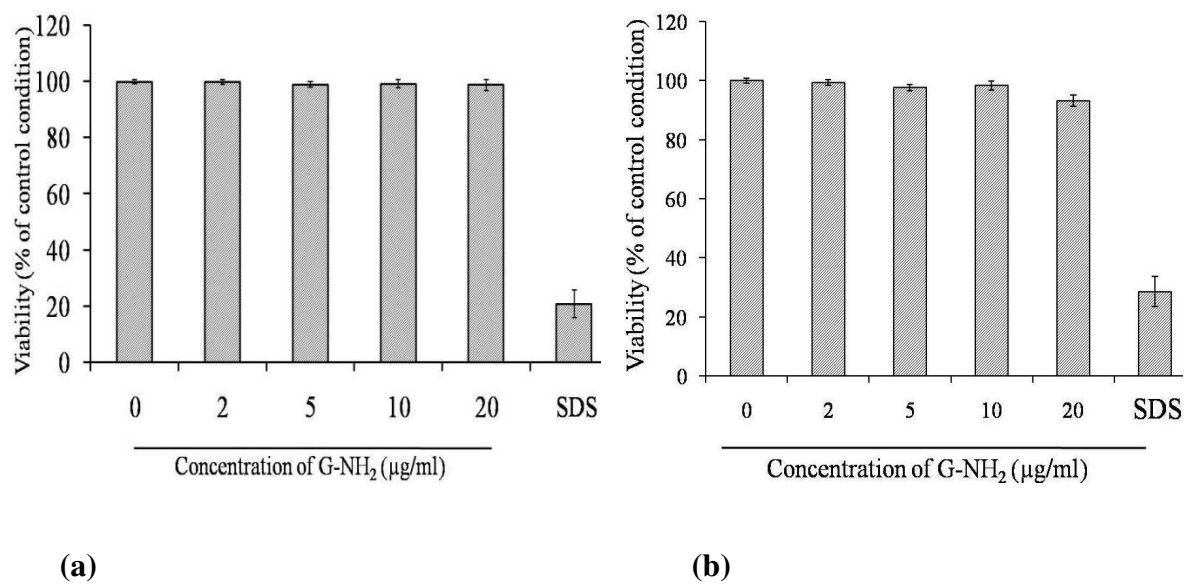 Viability (% of control condition)
120
100
80
60
40
20
0
0 2 5 10 20 SDS
Concentration of G-NH₂ (µg/ml)
(a)
Viability (% of control condition)
120
100
80
60
40
20
0
0 2 5 10 20 SDS
Concentration of G-NH₂ (µg/ml)
(b)